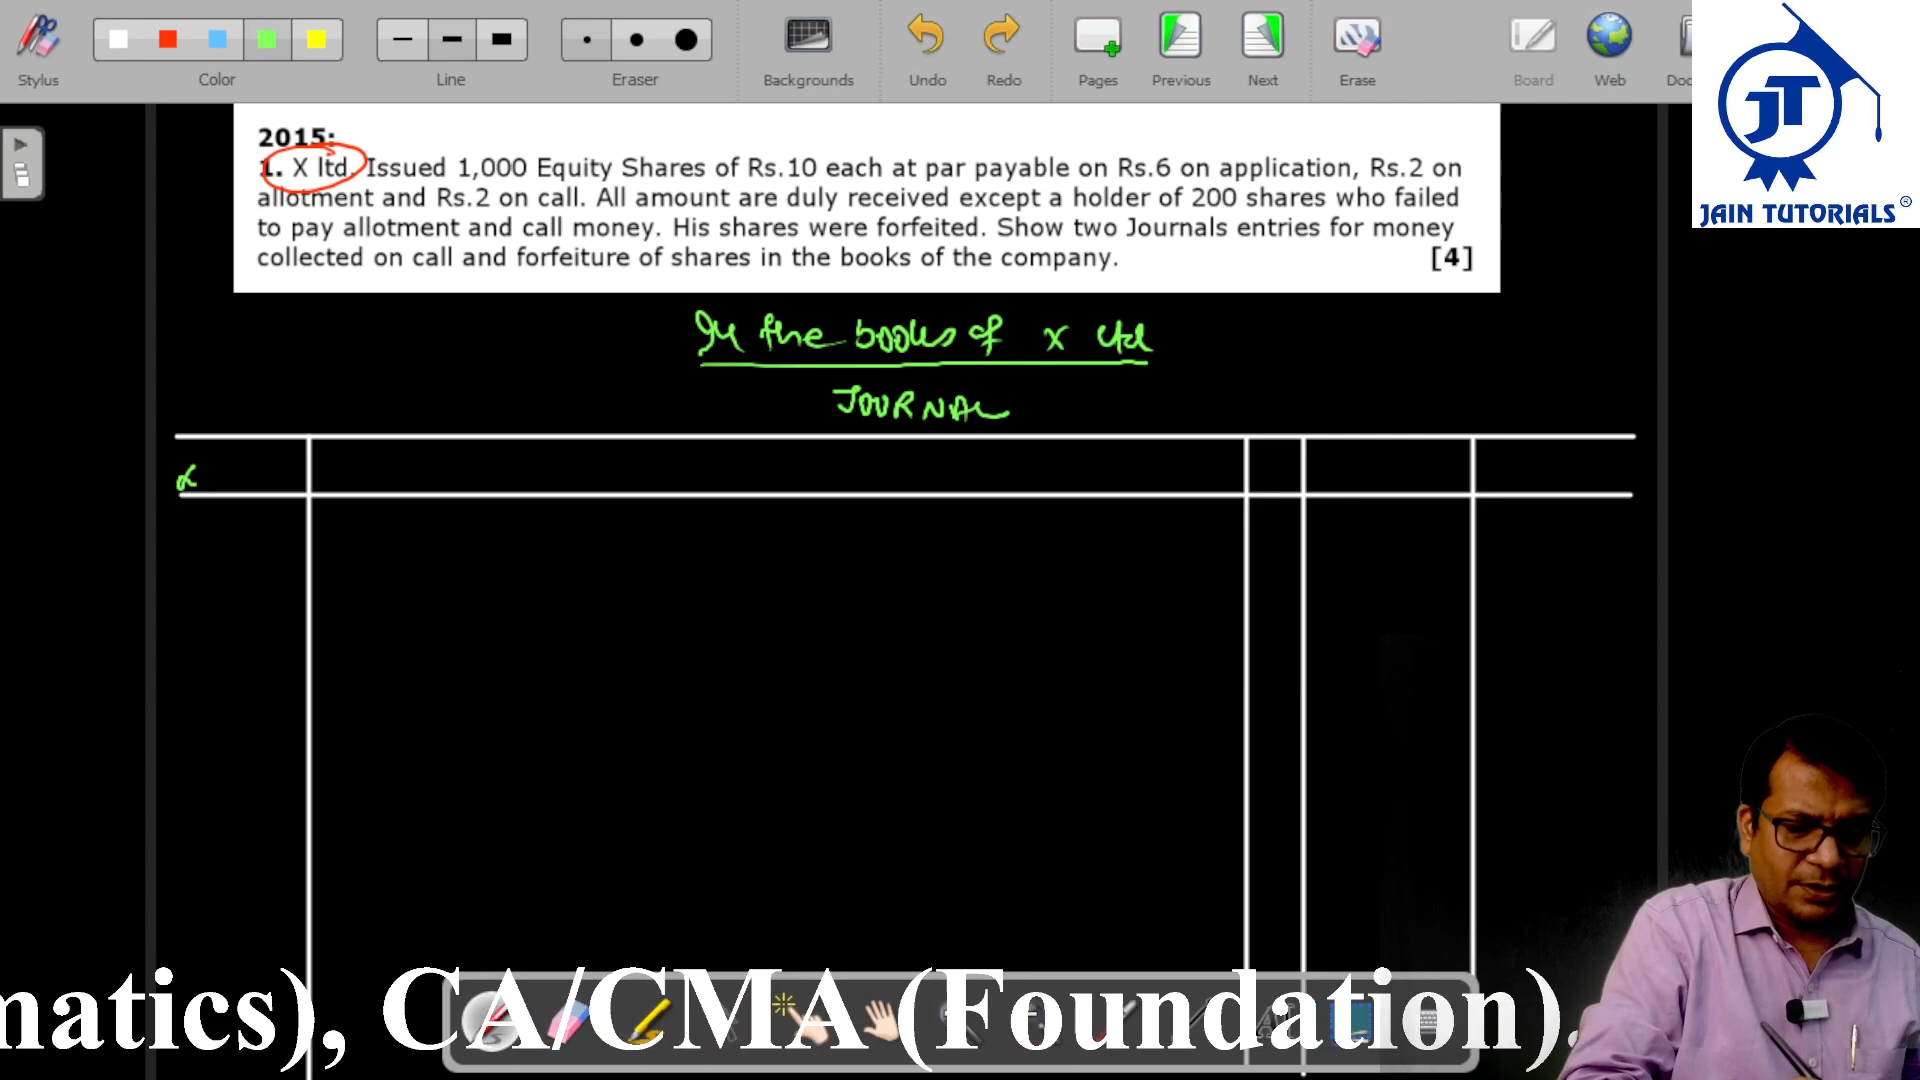 Stylus
Color
Line
Eraser
Backgrounds
Undo
Redo
Pages
Previous
Next
Erase
Board
Web
JT
JAIN TUTORIALS®
2015:
1. X ltd. Issued 1,000 Equity Shares of Rs.10 each at par payable on Rs.6 on application, Rs.2 on
allotment and Rs.2 on call. All amount are duly received except a holder of 200 shares who failed
to pay allotment and call money. His shares were forfeited. Show two Journals entries for money
collected on call and forfeiture of shares in the books of the company. [4]
In the books of X Ltd
JOURNAL
matics), CA/CMA (Foundation).